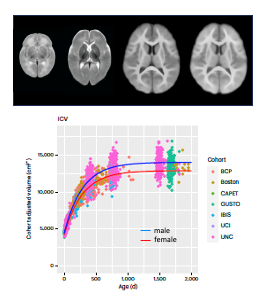 ICV
Cohort adjusted volume (cm³)
15,000
10,000
5,000
0
male
female
0
500
1,000
1,500
2,000
Age (d)
Cohort
BCP
Boston
CAPET
GUSTO
IBIS
UCI
UNC